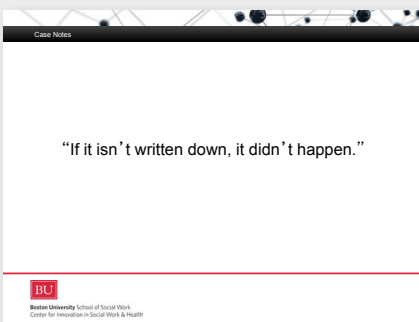 Case Notes
“If it isn’t written down, it didn’t happen.”
BU
Boston University School of Social Work
Center for Innovation in Social Work & Health